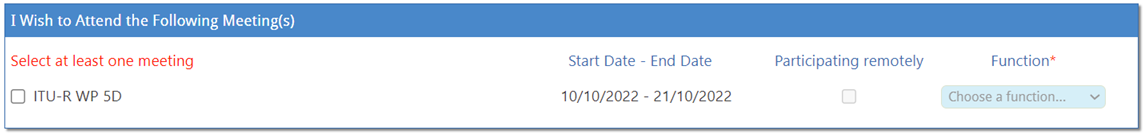 I Wish to Attend the Following Meeting(s)
Select at least one meeting Start Date - End Date Participating remotely Function*
ITU-R WP 5D 10/10/2022 - 21/10/2022 Choose a function...